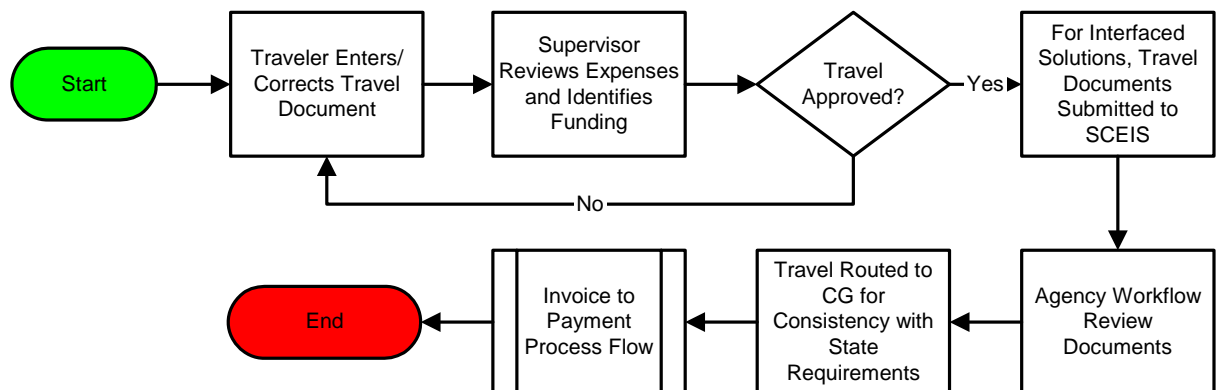 Start
Traveler Enters/
Corrects Travel
Document
Supervisor
Reviews Expenses
and Identifies
Funding
Travel
Approved?
Yes
For Interfaced
Solutions, Travel
Documents
Submitted to
SCEIS
No
End
Invoice to
Payment
Process Flow
Travel Routed to
CG for
Consistency with
State
Requirements
Agency Workflow
Review
Documents